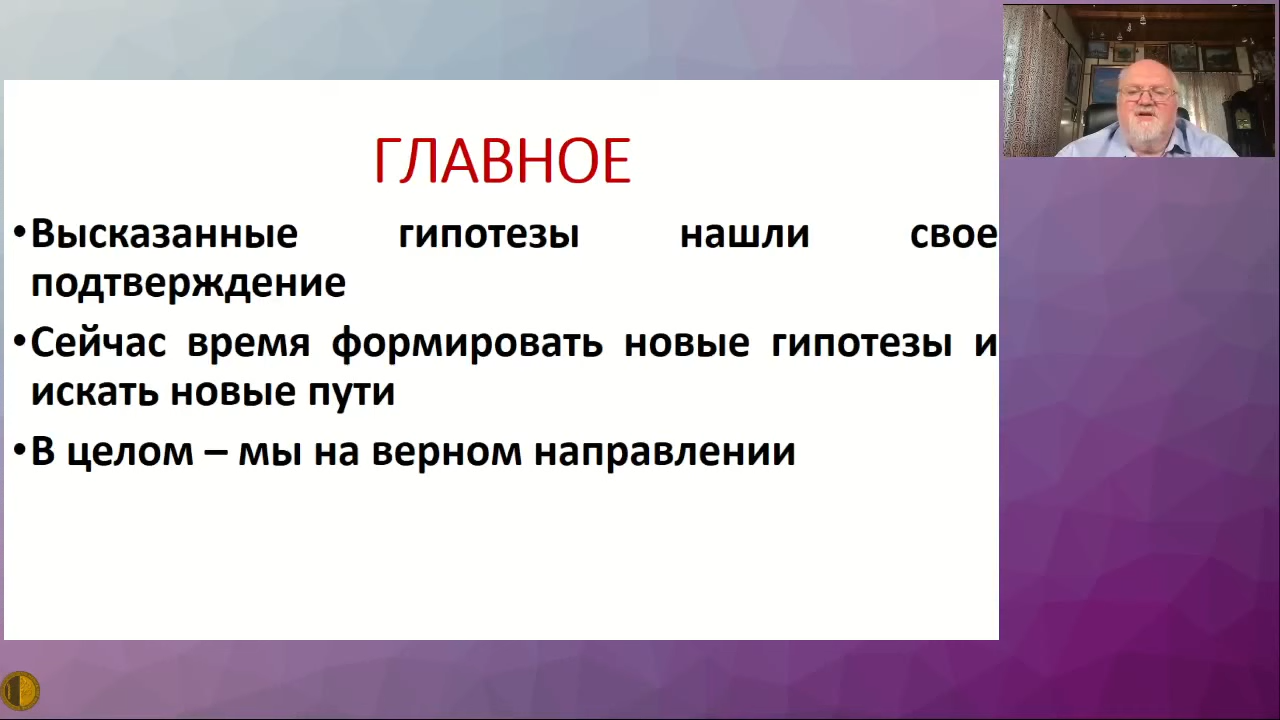 ГЛАВНОЕ
•Высказанные гипотезы нашли свое
подтверждение
•Сейчас время формировать новые гипотезы и
искать новые пути
•В целом – мы на верном направлении